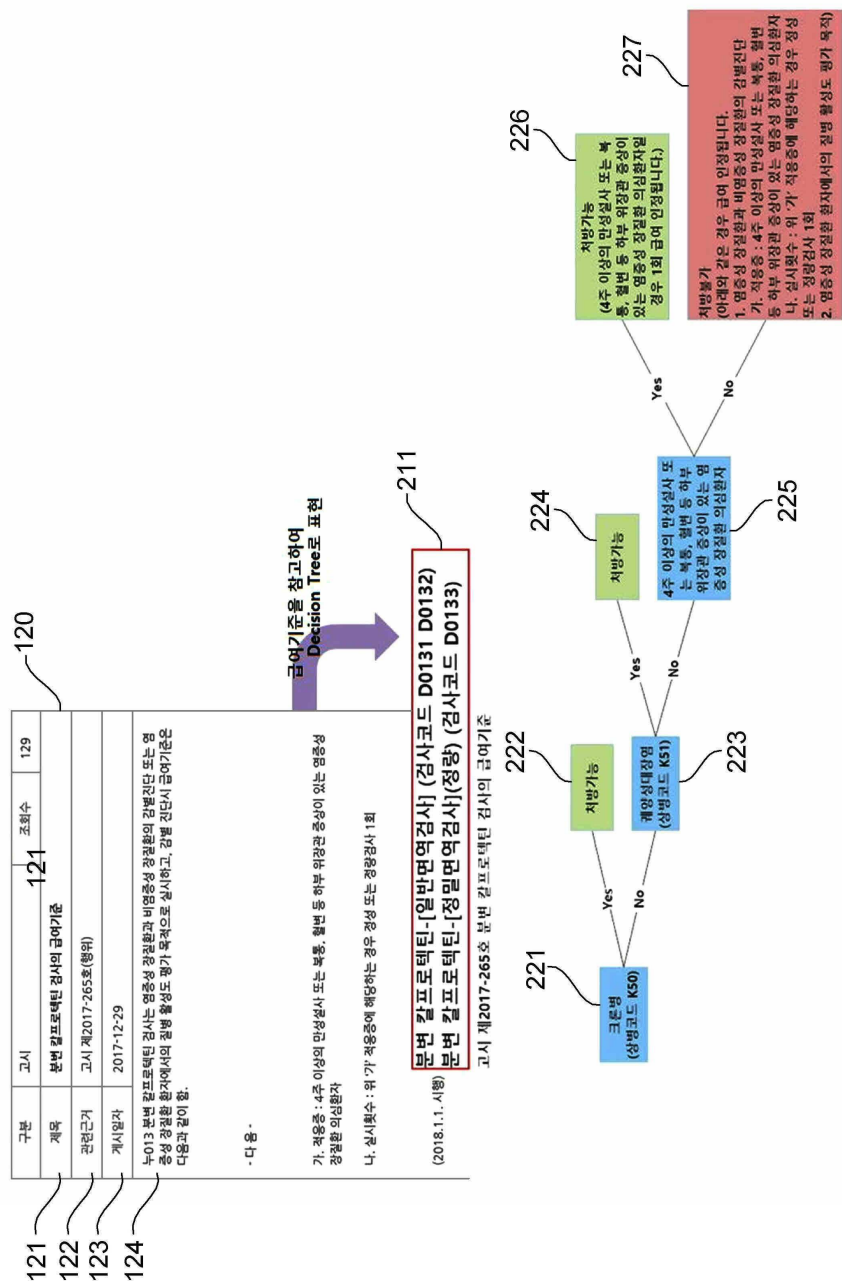 120
구분 고시 조회수 129
121
121 제목 분변 칼프로텍틴 검사의 급여기준
122 관련근거 고시 제2017-265호(행위)
123 게시일자 2017-12-29
124
누013 분변 칼프로텍틴 검사는 염증성 장질환과 비염증성 장질환의 감별진단 또는 염
증성 장질환 환자에서의 질병 활성도 평가 목적으로 실시하고, 감별 진단시 급여기준은
다음과 같이 함.
- 다 음 -
가. 적응증 : 4주 이상의 만성설사 또는 복통, 혈변 등 하부 위장관 증상이 있는 염증성
장질환 의심환자
나. 실시횟수 : 위 '가' 적응증에 해당하는 경우 정성 또는 정량검사 1회
(2018.1.1. 시행)
급여기준을 참고하여
Decision Tree로 표현
211
분변 칼프로텍틴-[일반면역검사] (검사코드 D0131 D0132)
분변 칼프로텍틴-[정밀면역검사](정량) (검사코드 D0133)
고시 제2017-265호 분변 칼프로텍틴 검사의 급여기준
221
크론병
(상병코드 K50)
Yes
No
222
처방가능
궤양성대장염
(상병코드 K51)
223
Yes
No
224
처방가능
4주 이상의 만성설사 또
는 복통, 혈변 등 하부
위장관 증상이 있는 염
증성 장질환 의심환자
225
Yes
No
226
처방가능
(4주 이상의 만성설사 또는 복
통, 혈변 등 하부 위장관 증상이
있는 염증성 장질환 의심환자일
경우 1회 급여 인정됩니다.)
227
처방불가
(아래와 같은 경우 급여 인정됩니다.
1. 염증성 장질환과 비염증성 장질환의 감별진단
가. 적응증 : 4주 이상의 만성설사 또는 복통, 혈변
등 하부 위장관 증상이 있는 염증성 장질환 의심환자
나. 실시횟수 : 위 '가' 적응증에 해당하는 경우 정성
또는 정량검사 1회
2. 염증성 장질환 환자에서의 질병 활성도 평가 목적)